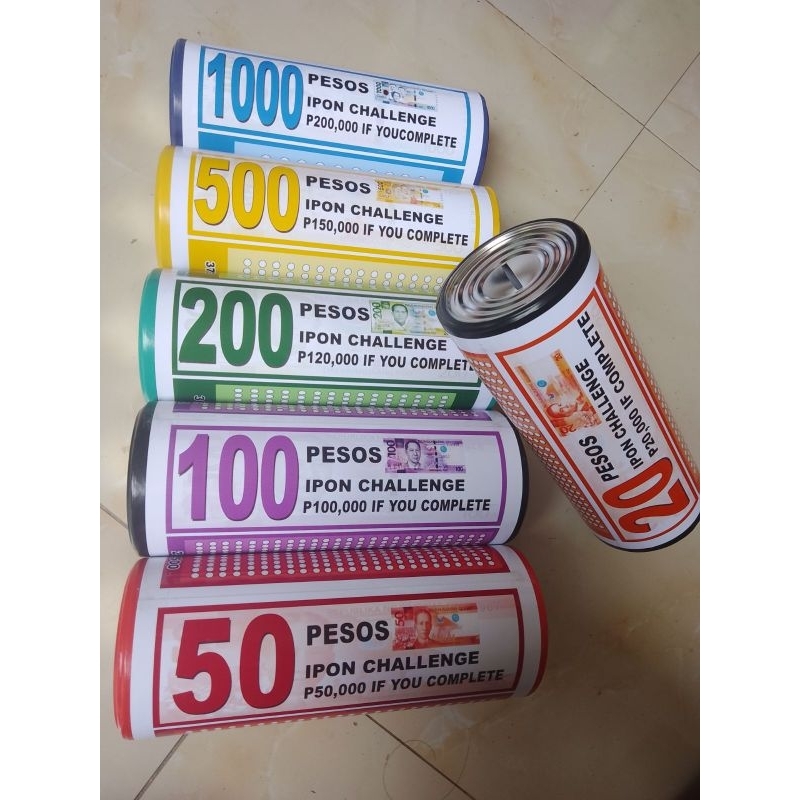 1000 PESOS
IPON CHALLENGE
P200,000 IF YOUCOMPLETE
500 PESOS
IPON CHALLENGE
P150,000 IF YOU COMPLETE
200 PESOS
IPON CHALLENGE
P120,000 IF YOU COMPLETE
100 PESOS
IPON CHALLENGE
P100,000 IF YOU COMPLETE
50 PESOS
IPON CHALLENGE
P50,000 IF YOU COMPLETE
20 PESOS
IPON CHALLENGE
P20,000 IF COMPLETE